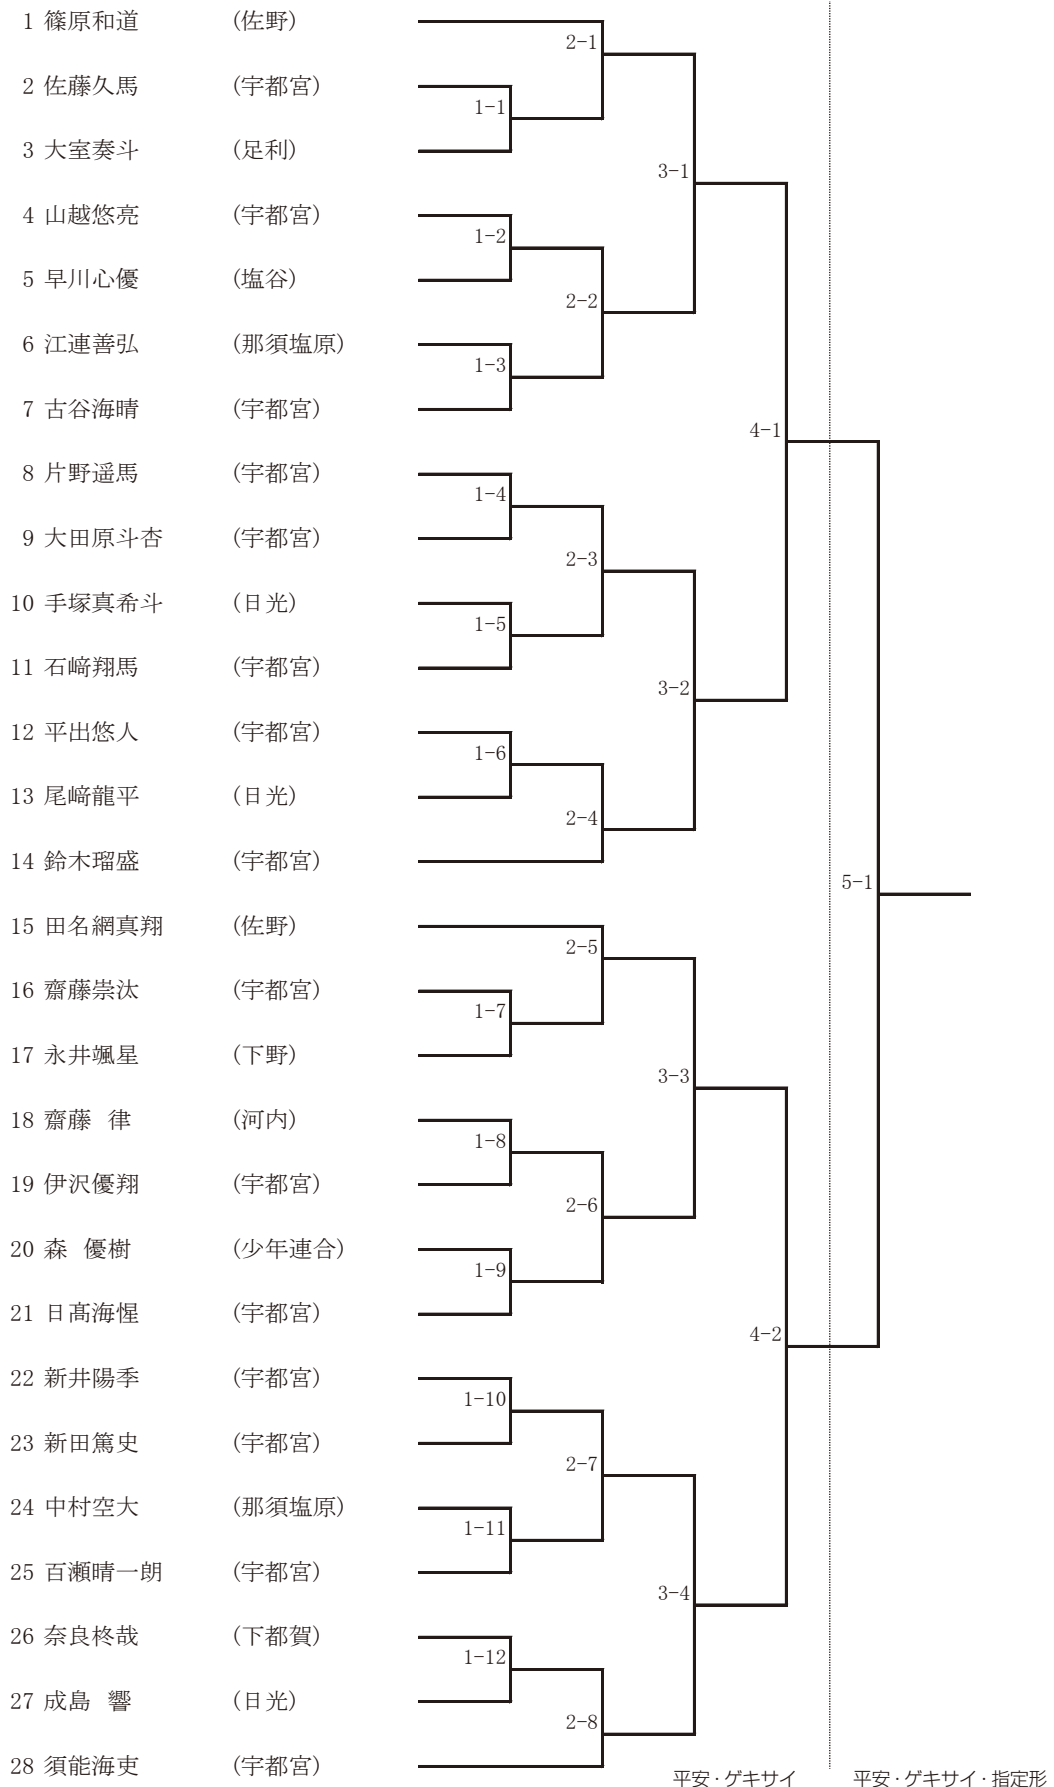 1 篠原和道 (佐野)
2-1
2 佐藤久馬 (宇都宮)
1-1
3 大室奏斗 (足利)
3-1
4 山越悠亮 (宇都宮)
1-2
5 早川心優 (塩谷)
2-2
6 江連善弘 (那須塩原)
1-3
7 古谷海晴 (宇都宮)
4-1
8 片野遥馬 (宇都宮)
1-4
9 大田原斗杏 (宇都宮)
2-3
10 手塚真希斗 (日光)
1-5
11 石﨑翔馬 (宇都宮)
3-2
12 平出悠人 (宇都宮)
1-6
13 尾﨑龍平 (日光)
2-4
14 鈴木瑠盛 (宇都宮)
5-1
15 田名網真翔 (佐野)
2-5
16 齋藤崇汰 (宇都宮)
1-7
17 永井颯星 (下野)
3-3
18 齋藤 律 (河内)
1-8
19 伊沢優翔 (宇都宮)
2-6
20 森 優樹 (少年連合)
1-9
21 日髙海惺 (宇都宮)
4-2
22 新井陽季 (宇都宮)
1-10
23 新田篤史 (宇都宮)
2-7
24 中村空大 (那須塩原)
1-11
25 百瀬晴一朗 (宇都宮)
3-4
26 奈良柊哉 (下都賀)
1-12
27 成島 響 (日光)
2-8
28 須能海吏 (宇都宮)
平安・ゲキサイ 平安・ゲキサイ・指定形